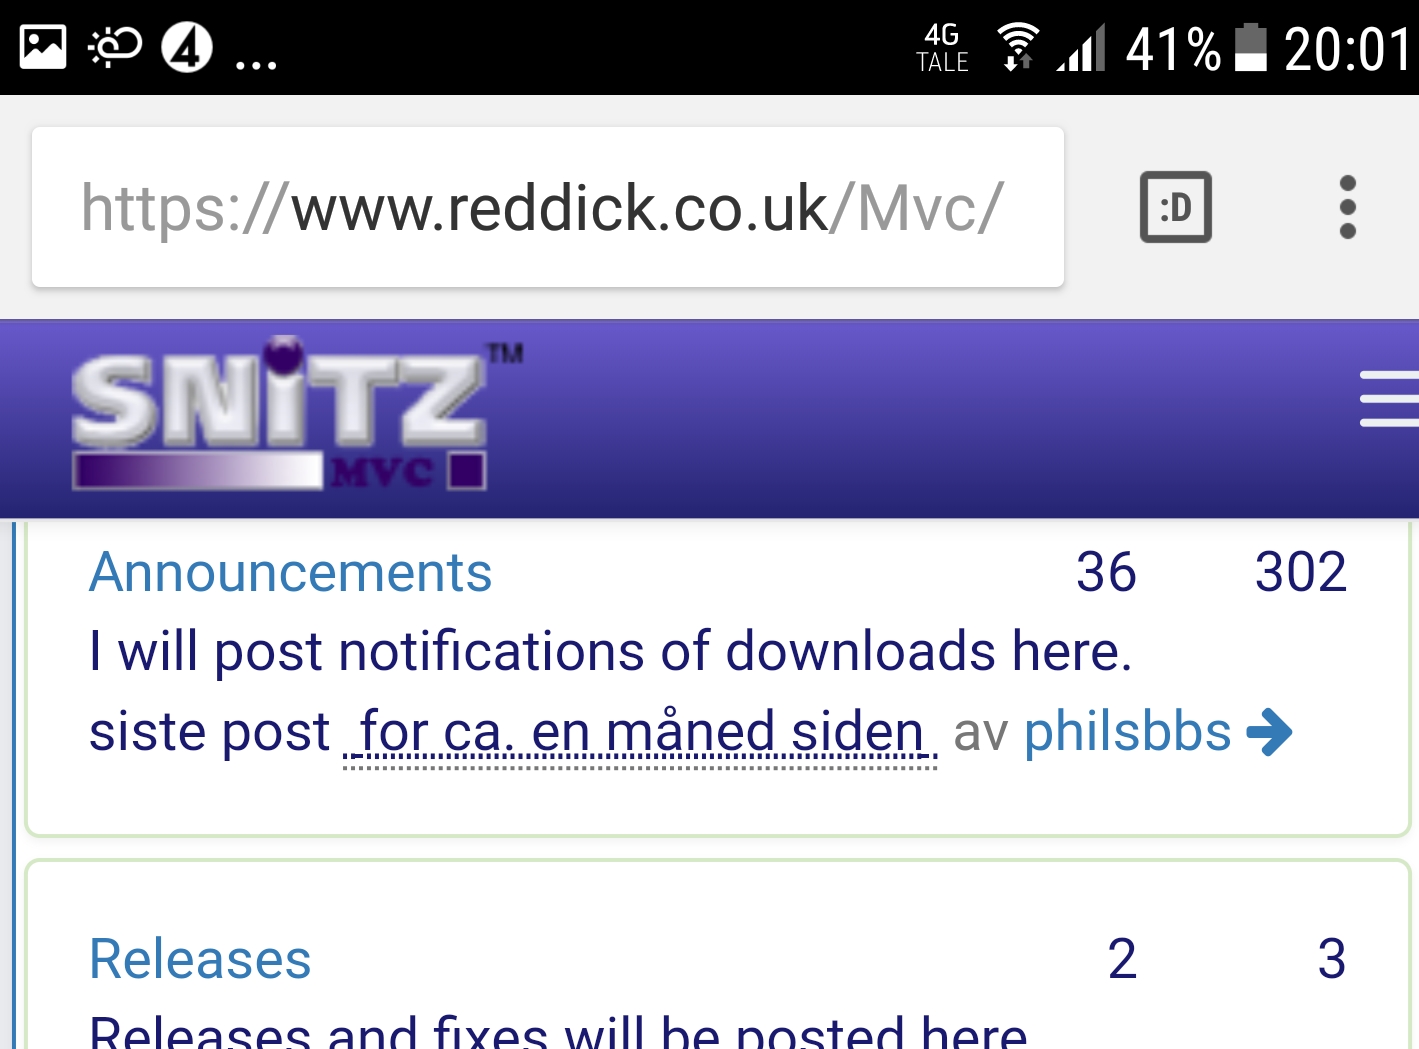 4G
TALE
41%
20:01
4
...
https://www.reddick.co.uk/Mvc/
:D
SNiTZ™
MVC
Announcements 36 302
I will post notifications of downloads here.
siste post for ca. en måned siden av philsbbs
Releases 2 3
Releases and fixes will be posted here